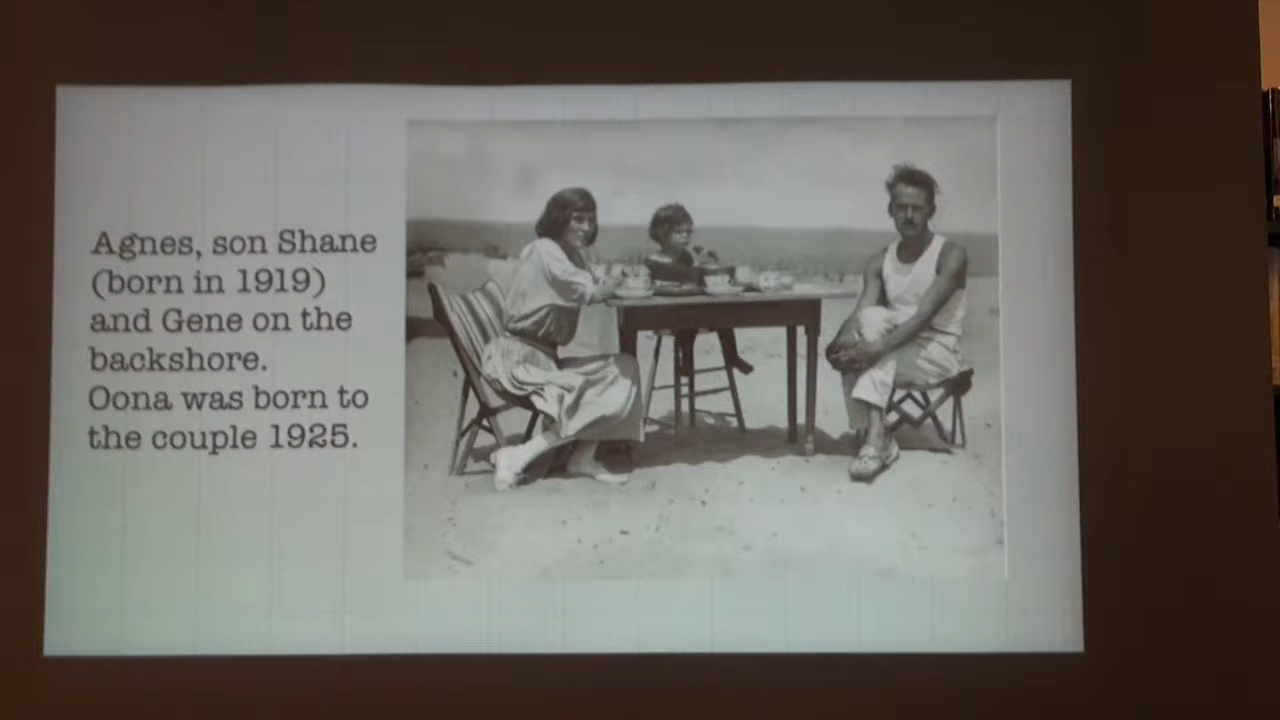 Agnes, son Shane
(born in 1919)
and Gene on the
backshore.
Oona was born to
the couple 1925.